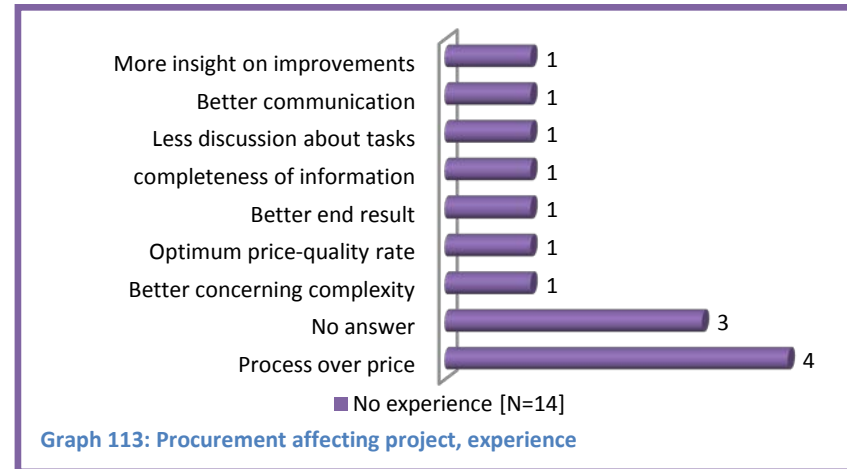 More insight on improvements 1
Better communication 1
Less discussion about tasks 1
completeness of information 1
Better end result 1
Optimum price-quality rate 1
Better concerning complexity 1
No answer 3
Process over price 4
No experience [N=14]
Graph 113: Procurement affecting project, experience